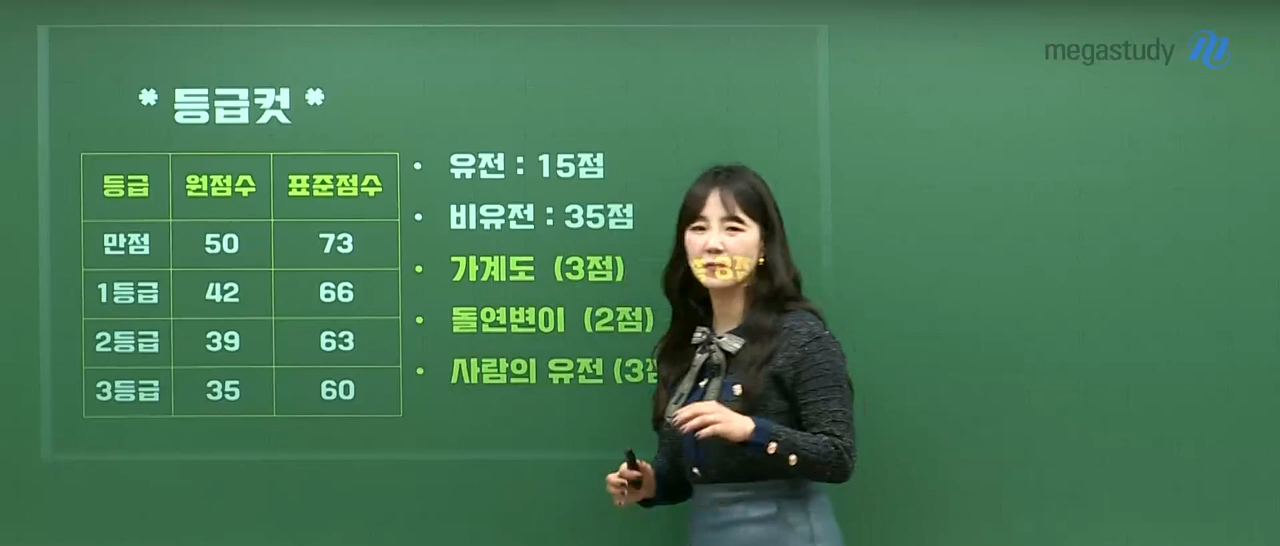 megastudy
* 등급컷 *
등급 원점수 표준점수
만점 50 73
1등급 42 66
2등급 39 63
3등급 35 60
• 유전 : 15점
• 비유전 : 35점
• 가계도 (3점)
• 돌연변이 (2점)
• 사람의 유전 (3점